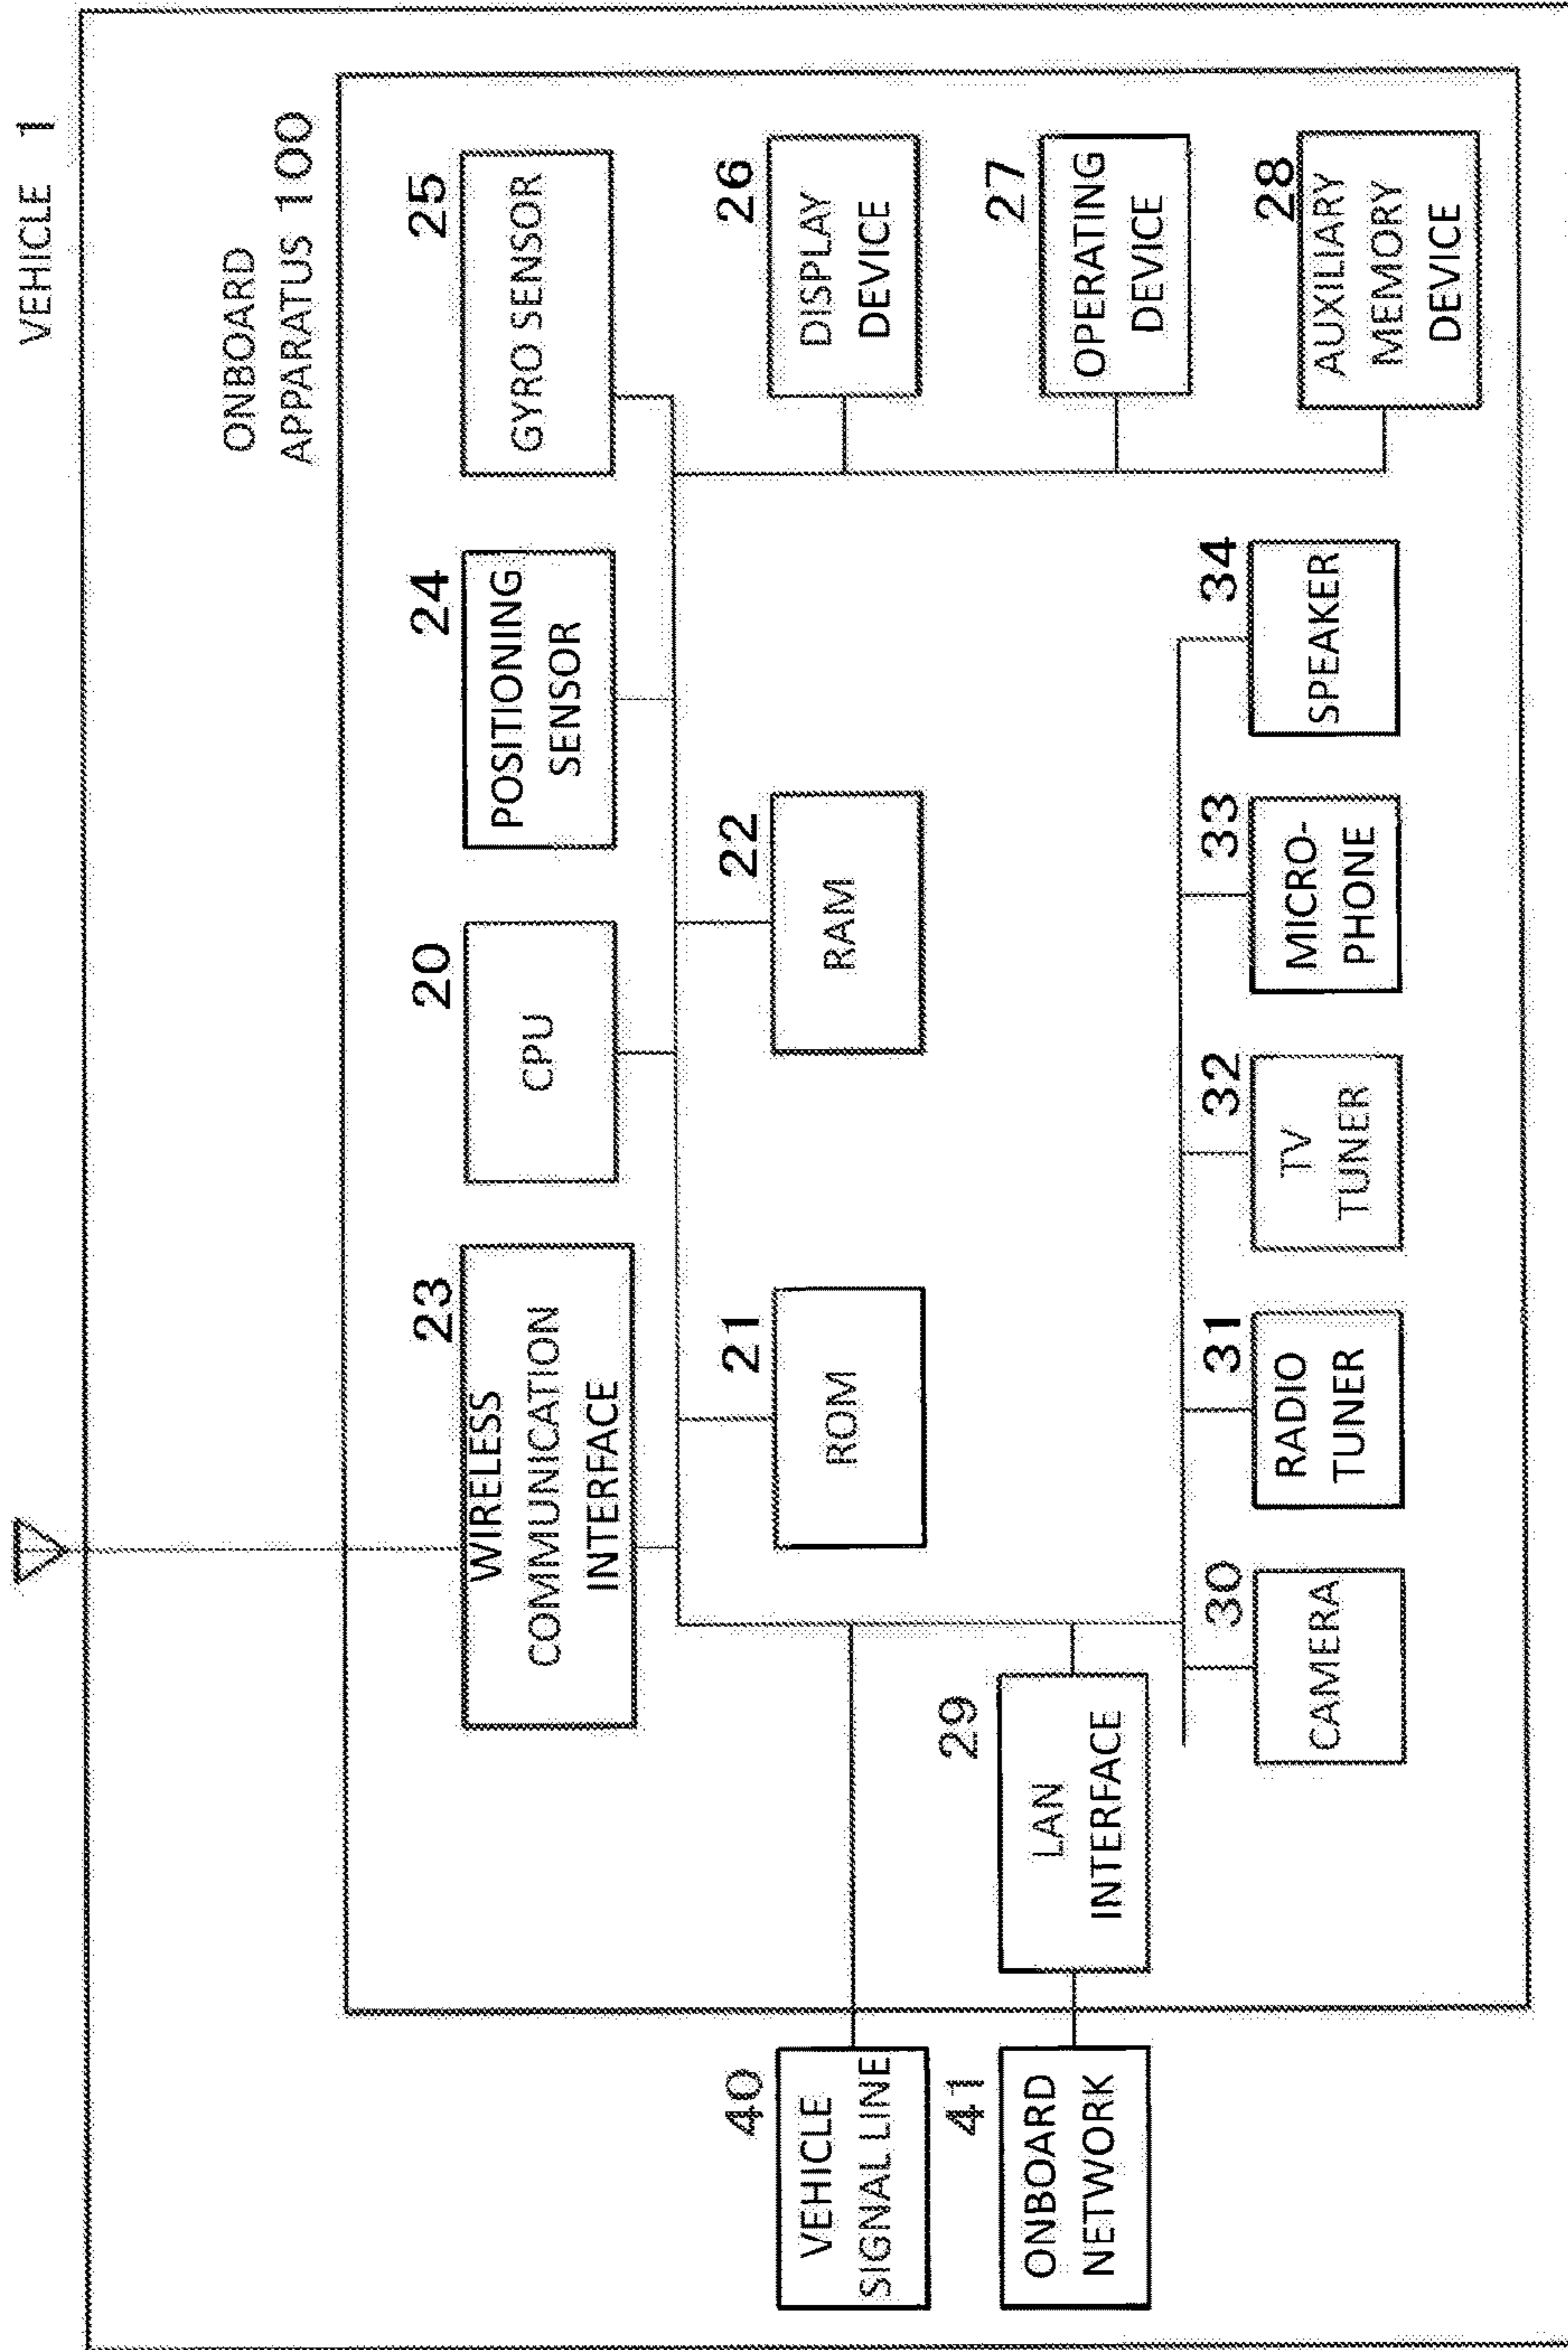 VEHICLE 1
ONBOARD
APPARATUS 100
23
WIRELESS
COMMUNICATION
INTERFACE
20
CPU
24
POSITIONING
SENSOR
25
GYRO SENSOR
40
VEHICLE
SIGNAL LINE
21
ROM
22
RAM
26
DISPLAY
DEVICE
41
ONBOARD
NETWORK
29
LAN
INTERFACE
27
OPERATING
DEVICE
30
CAMERA
31
RADIO
TUNER
32
TV
TUNER
33
MICRO-
PHONE
34
SPEAKER
28
AUXILIARY
MEMORY
DEVICE